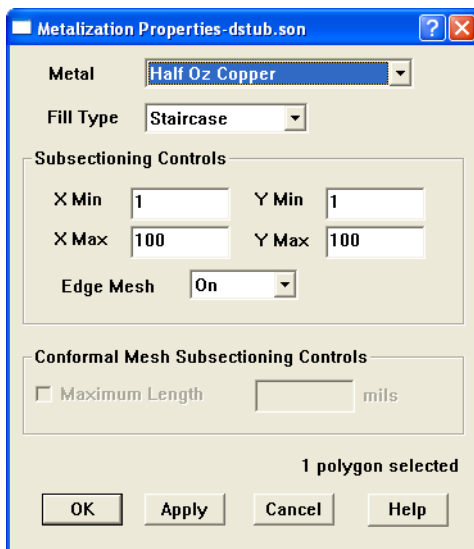 Metalization Properties-dstub.son
Metal Half Oz Copper
Fill Type Staircase
Subsectioning Controls
X Min 1 Y Min 1
X Max 100 Y Max 100
Edge Mesh On
Conformal Mesh Subsectioning Controls
Maximum Length mils
1 polygon selected
OK Apply Cancel Help